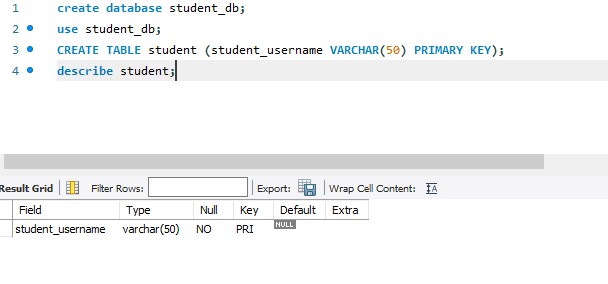 1 create database student_db;
2 use student_db;
3 CREATE TABLE student (student_username VARCHAR(50) PRIMARY KEY);
4 describe student;
Result Grid Filter Rows: Export: Wrap Cell Content: IA
Field Type Null Key Default Extra
student_username varchar(50) NO PRI NULL